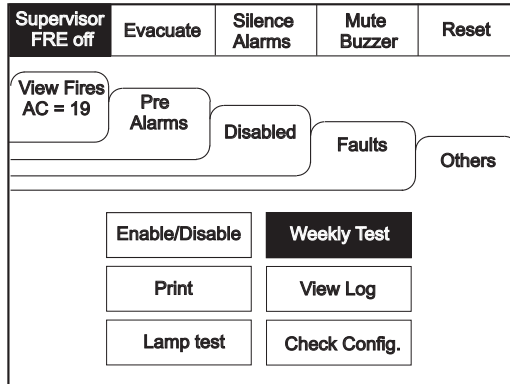 Supervisor
FRE off
Evacuate
Silence
Alarms
Mute
Buzzer
Reset
View Fires
AC = 19
Pre
Alarms
Disabled
Faults
Others
Enable/Disable
Weekly Test
Print
View Log
Lamp test
Check Config.